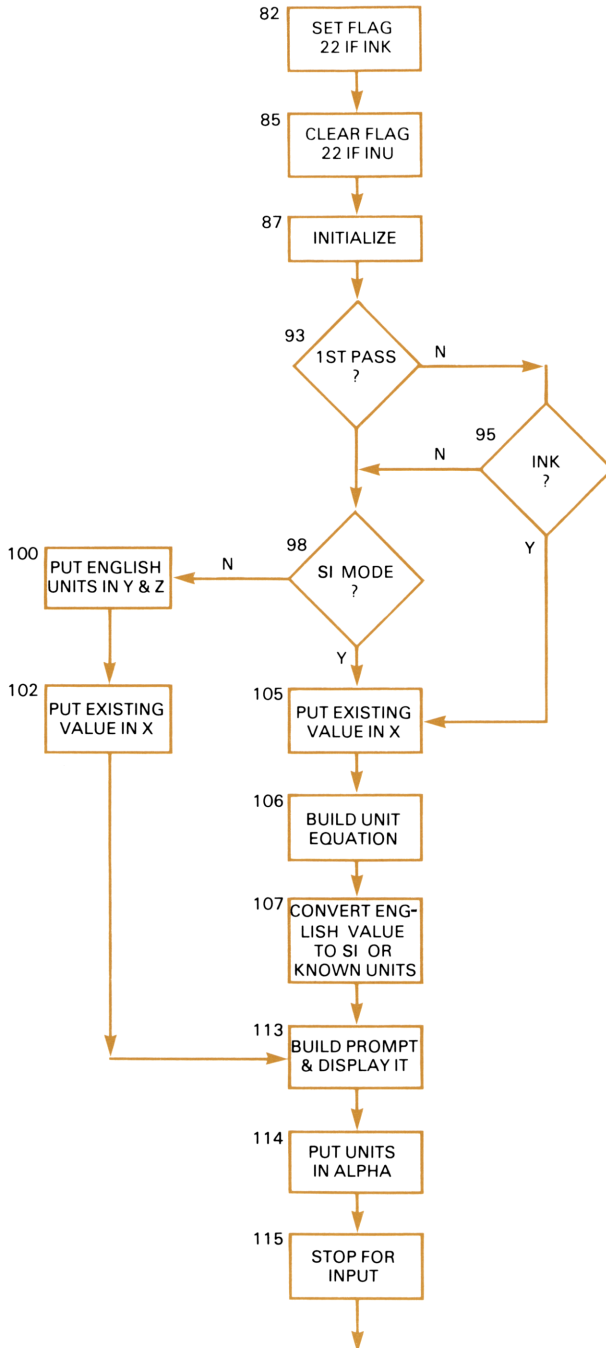 82
SET FLAG
22 IF INK
85
CLEAR FLAG
22 IF INU
87
INITIALIZE
93
1ST PASS
?
N
95
INK
?
N
Y
98
SI MODE
?
N
Y
100
PUT ENGLISH
UNITS IN Y & Z
102
PUT EXISTING
VALUE IN X
105
PUT EXISTING
VALUE IN X
106
BUILD UNIT
EQUATION
107
CONVERT ENG-
LISH VALUE
TO SI OR
KNOWN UNITS
113
BUILD PROMPT
& DISPLAY IT
114
PUT UNITS
IN ALPHA
115
STOP FOR
INPUT